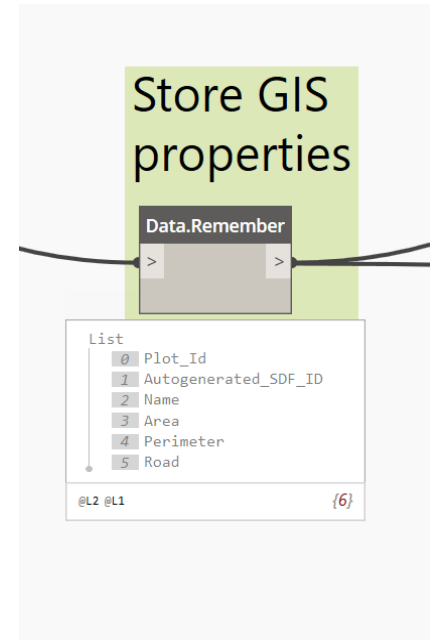 Store GIS
properties
Data.Remember
> >
List
0 Plot_Id
1 Autogenerated_SDF_ID
2 Name
3 Area
4 Perimeter
5 Road
@L2 @L1 {6}